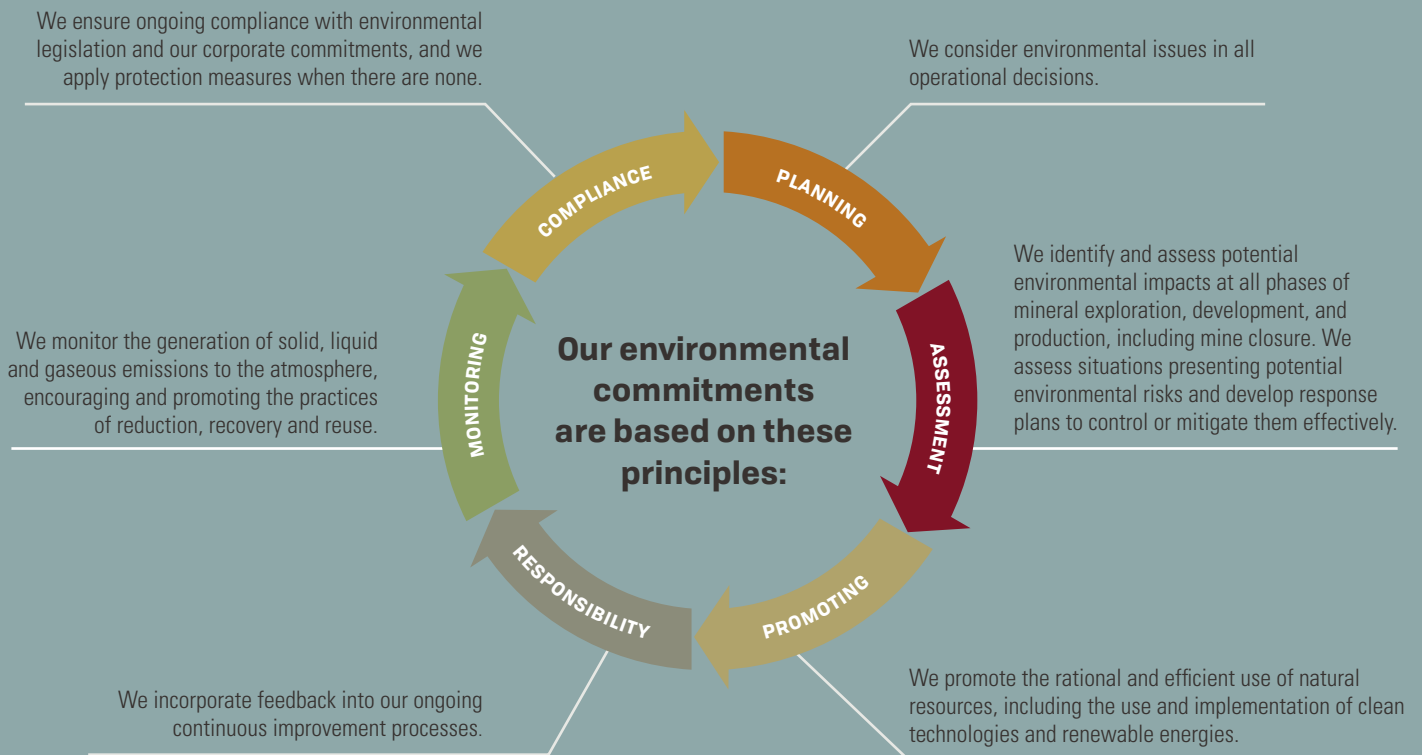 We ensure ongoing compliance with environmental
legislation and our corporate commitments, and we
apply protection measures when there are none.
We consider environmental issues in all
operational decisions.
COMPLIANCE
PLANNING
We identify and assess potential
environmental impacts at all phases of
mineral exploration, development, and
production, including mine closure. We
assess situations presenting potential
environmental risks and develop response
plans to control or mitigate them effectively.
ASSESSMENT
We monitor the generation of solid, liquid
and gaseous emissions to the atmosphere,
encouraging and promoting the practices
of reduction, recovery and reuse.
MONITORING
Our environmental
commitments
are based on these
principles:
RESPONSIBILITY
PROMOTING
We incorporate feedback into our ongoing
continuous improvement processes.
We promote the rational and efficient use of natural
resources, including the use and implementation of clean
technologies and renewable energies.